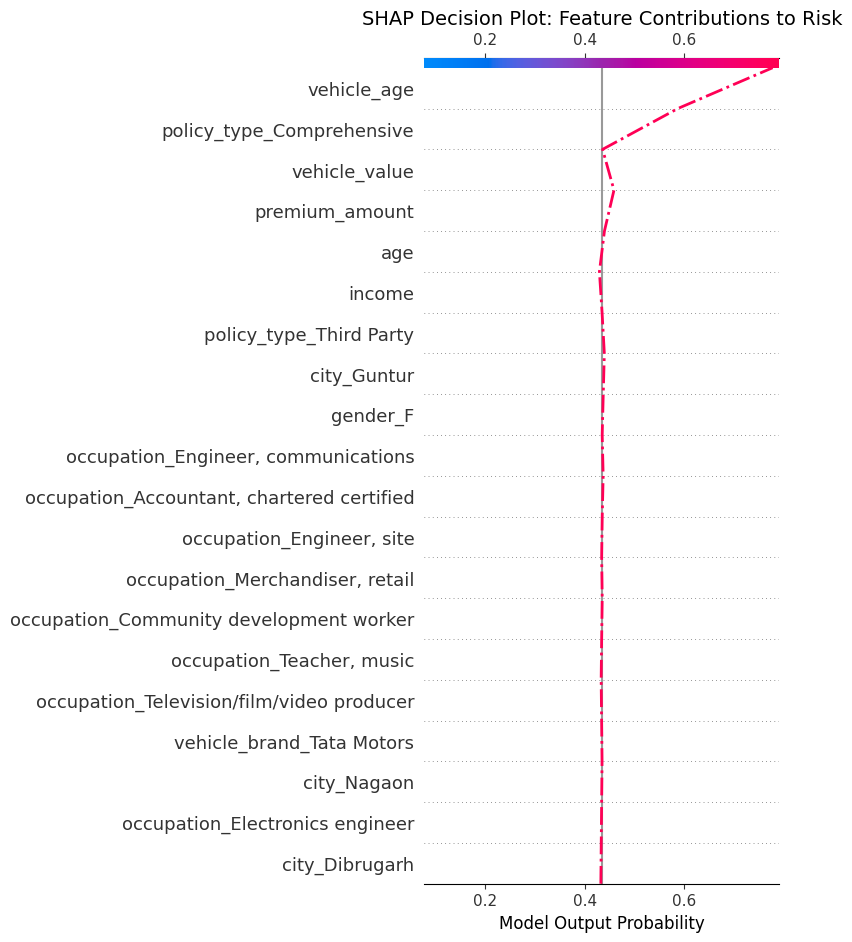 SHAP Decision Plot: Feature Contributions to Risk
0.2 0.4 0.6
vehicle_age
policy_type_Comprehensive
vehicle_value
premium_amount
age
income
policy_type_Third Party
city_Guntur
gender_F
occupation_Engineer, communications
occupation_Accountant, chartered certified
occupation_Engineer, site
occupation_Merchandiser, retail
occupation_Community development worker
occupation_Teacher, music
occupation_Television/film/video producer
vehicle_brand_Tata Motors
city_Nagaon
occupation_Electronics engineer
city_Dibrugarh
0.2 0.4 0.6
Model Output Probability